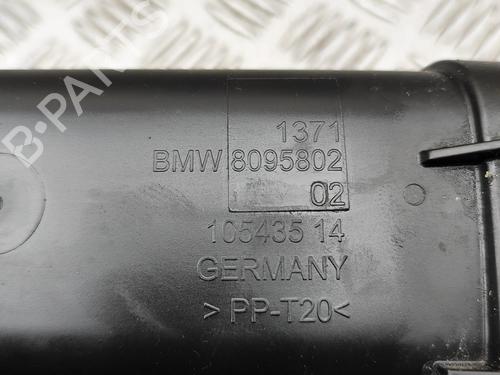 B-PARTS
1371
BMW 8095802
02
105435 14
GERMANY
> PP-T20 <